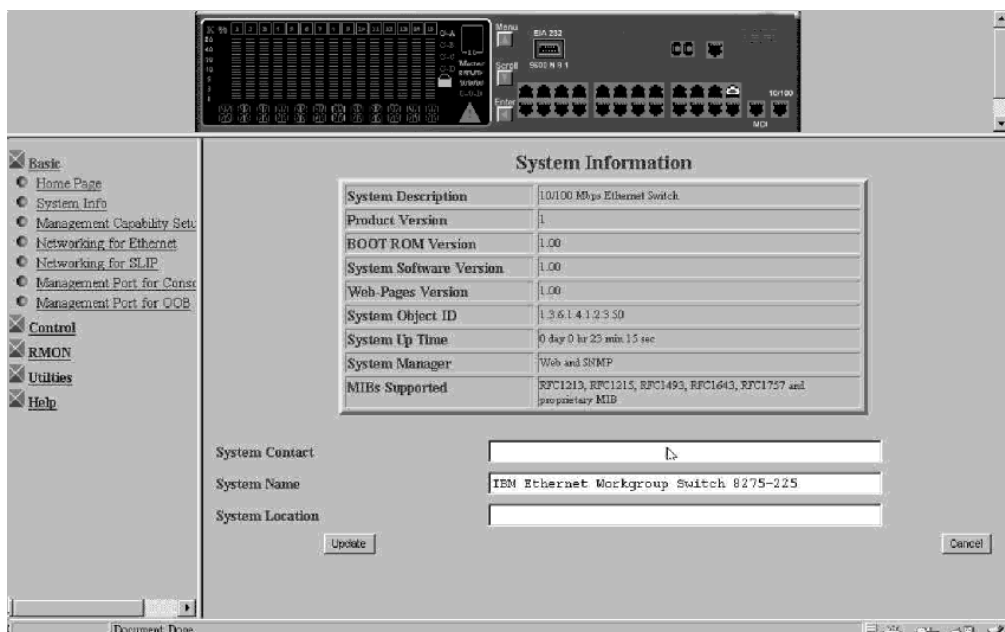 K %
Menu
EIA 232
9600 N 8 1
Master
Scroll
Enter
10/100
MDI
Basic
Home Page
System Info
Management Capability Setu
Networking for Ethernet
Networking for SLIP
Management Port for Conso
Management Port for OOB
Control
RMON
Utilties
Help
System Information
System Description 10/100 Mbps Ethernet Switch
Product Version 1
BOOT ROM Version 1.00
System Software Version 1.00
Web-Pages Version 1.00
System Object ID 1.3.6.1.4.1.2.3.50
System Up Time 0 day 0 hr 23 min 15 sec
System Manager Web and SNMP
MIBs Supported RFC1213, RFC1215, RFC1493, RFC1643, RFC1757 and
proprietary MIB
System Contact
System Name IBM Ethernet Workgroup Switch 8275-225
System Location
Update Cancel
Document Done